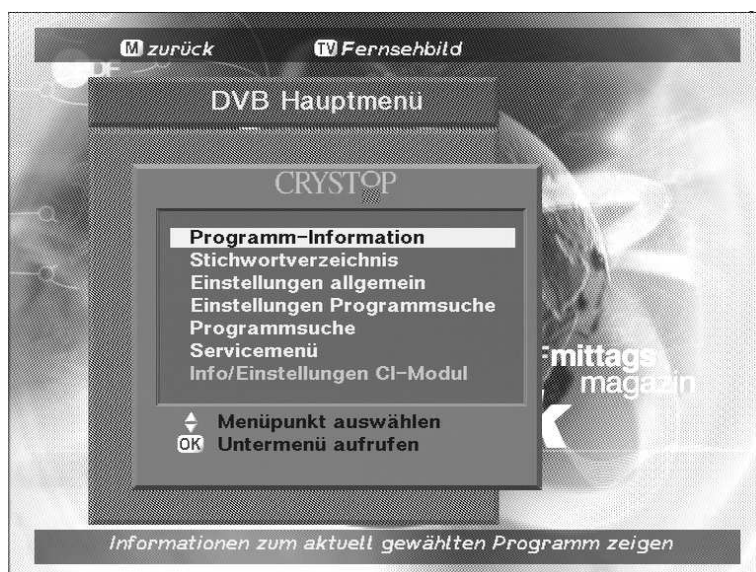 M zurück TV Fernsehbild
DF
DVB Hauptmenü
CRYSTOP
Programm-Information
Stichwortverzeichnis
Einstellungen allgemein
Einstellungen Programmsuche
Programmsuche
Servicemenü
Info/Einstellungen CI-Modul
Menüpunkt auswählen
OK Untermenü aufrufen
mittags
magazin
Informationen zum aktuell gewählten Programm zeigen